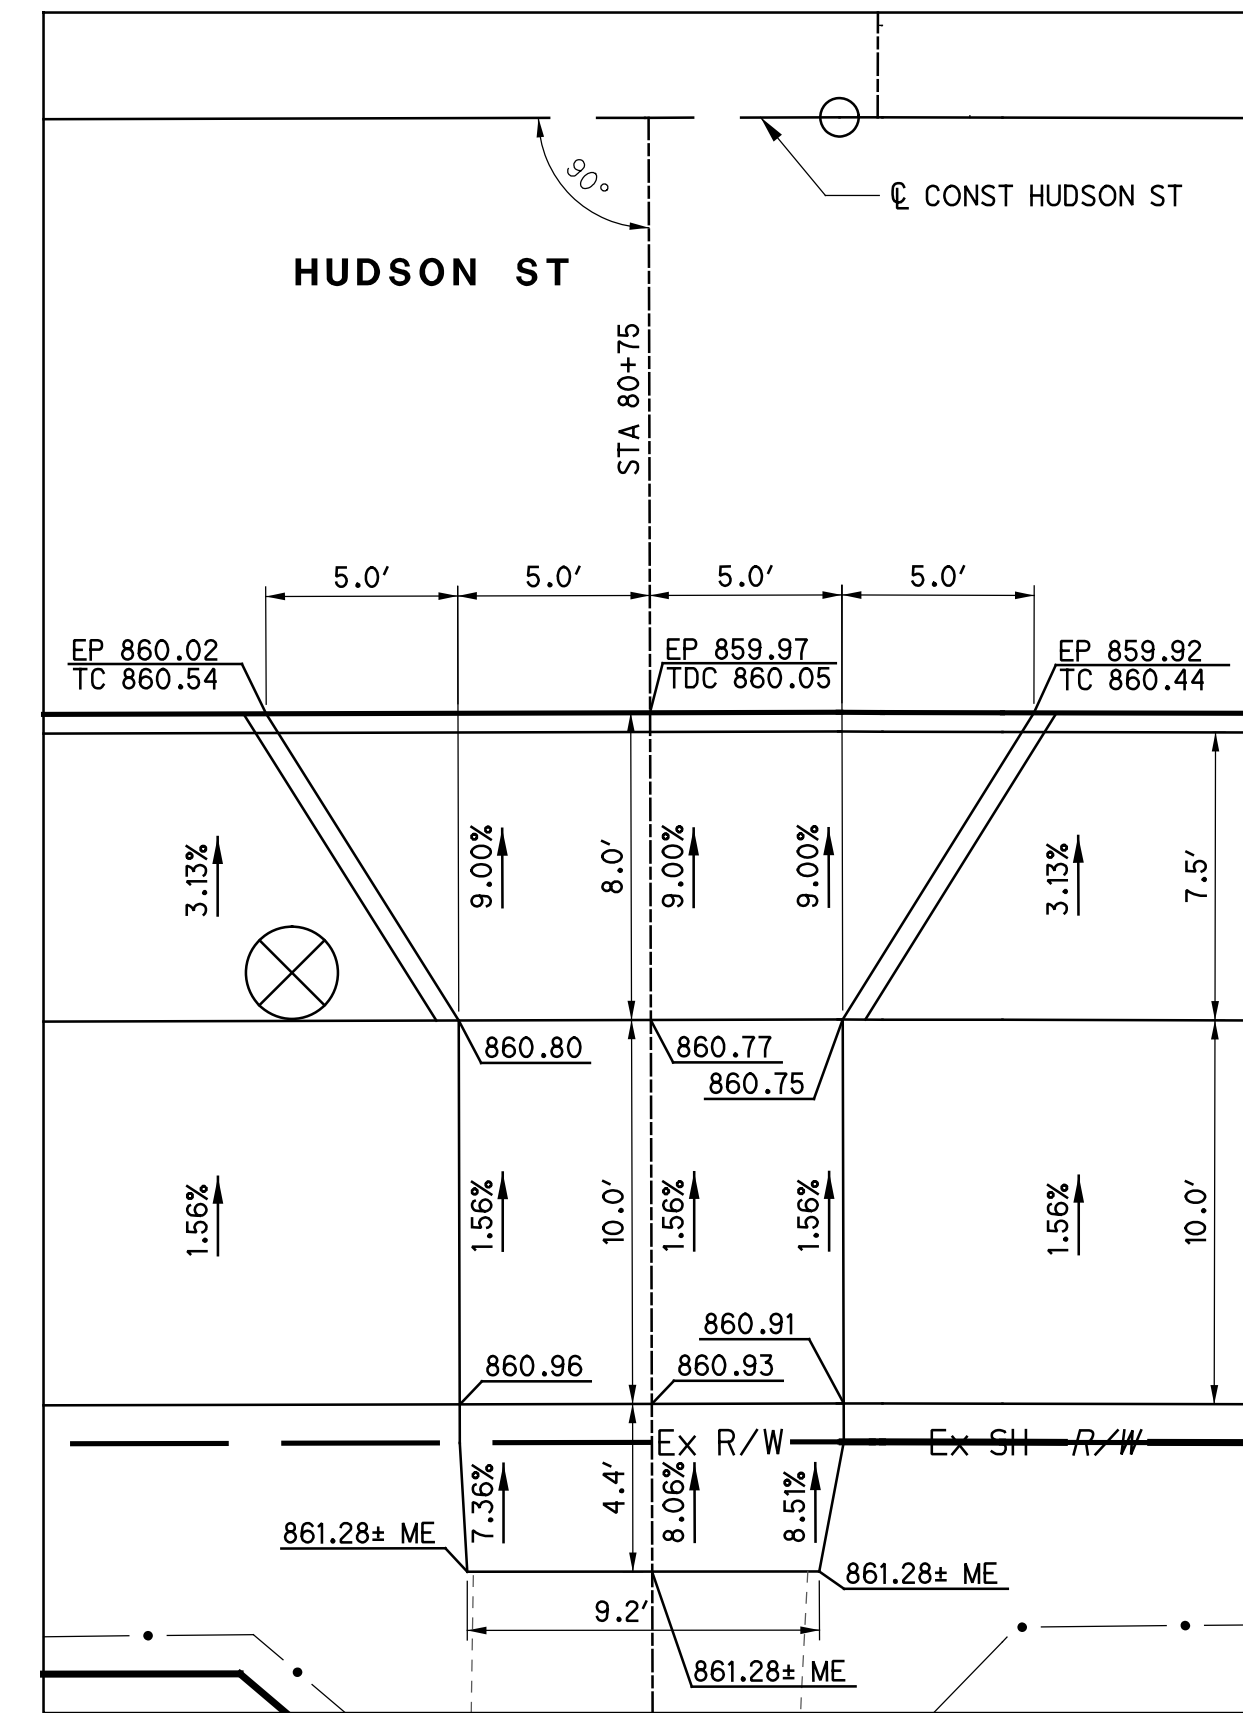 90°
℄ CONST HUDSON ST
HUDSON ST
STA 80+75
5.0' 5.0' 5.0' 5.0'
EP 860.02
TC 860.54
EP 859.97
TDC 860.05
EP 859.92
TC 860.44
3.13% 9.00% 8.0' 9.00% 9.00% 3.13% 7.5'
860.80
860.77
860.75
1.56% 1.56% 10.0' 1.56% 1.56% 1.56% 10.0'
860.91
860.96
860.93
Ex R/W
Ex SH R/W
7.36% 4.4' 8.06% 8.51%
861.28± ME
861.28± ME
9.2'
861.28± ME